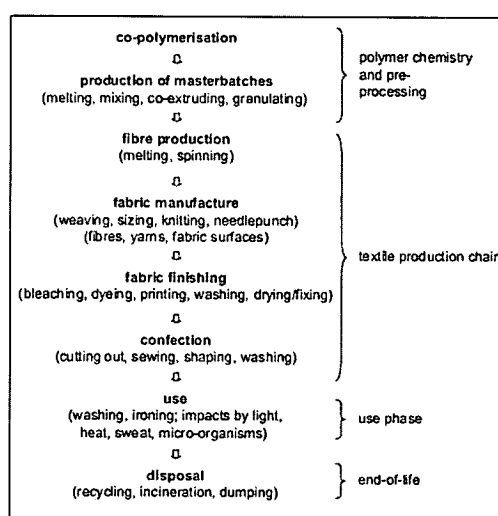 co-polymerisation
production of masterbatches
(melting, mixing, co-extruding, granulating)
polymer chemistry
and pre-
processing
fibre production
(melting, spinning)
fabric manufacture
(weaving, sizing, knitting, needlepunch)
(fibres, yarns, fabric surfaces)
fabric finishing
(bleaching, dyeing, printing, washing, drying/fixing)
confection
(cutting out, sewing, shaping, washing)
textile production chain
use
(washing, ironing; impacts by light,
heat, sweat, micro-organisms)
use phase
disposal
(recycling, incineration, dumping)
end-of-life